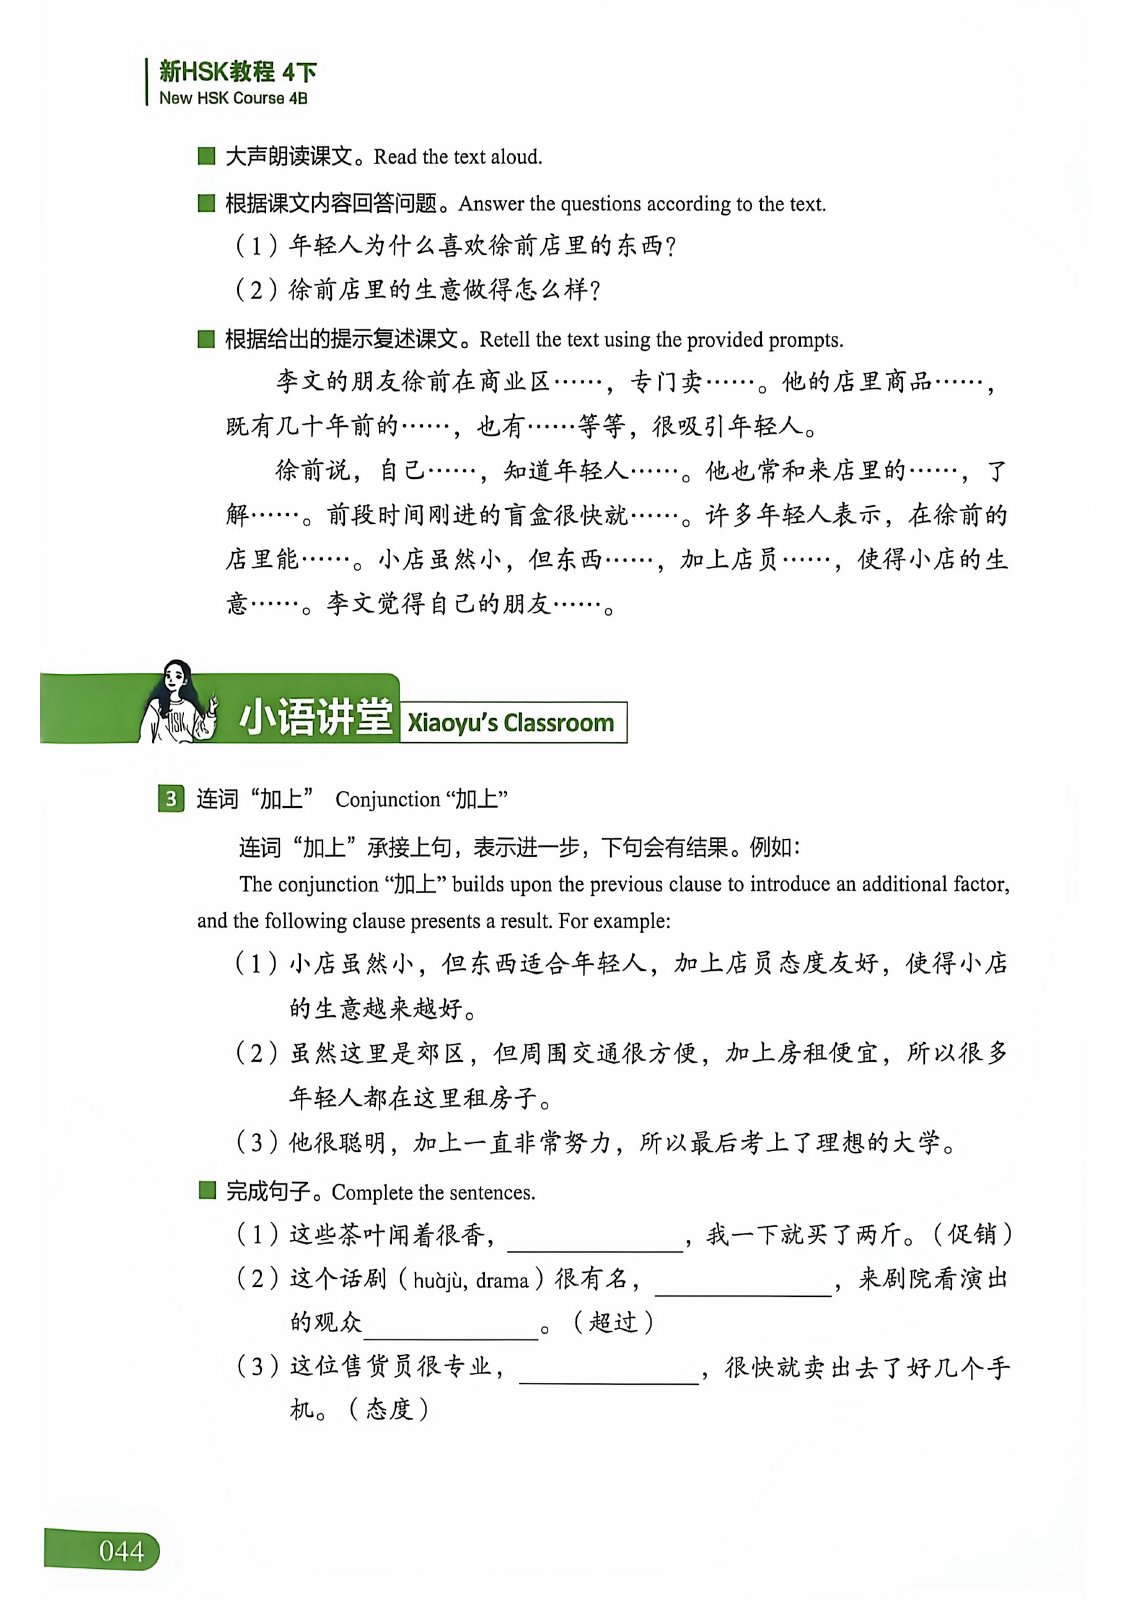 新HSK教程 4下
New HSK Course 4B
大声朗读课文。Read the text aloud.
根据课文内容回答问题。Answer the questions according to the text.
（1）年轻人为什么喜欢徐前店里的东西？
（2）徐前店里的生意做得怎么样？
根据给出的提示复述课文。Retell the text using the provided prompts.
李文的朋友徐前在商业区……，专门卖……。他的店里商品……，
既有几十年前的……，也有……等等，很吸引年轻人。
徐前说，自己……，知道年轻人……。他也常和来店里的……，了
解……。前段时间刚进的盲盒很快就……。许多年轻人表示，在徐前的
店里能……。小店虽然小，但东西……，加上店员……，使得小店的生
意……。李文觉得自己的朋友……。
HSK
小语讲堂 Xiaoyu's Classroom
3 连词“加上” Conjunction “加上”
连词“加上”承接上句，表示进一步，下句会有结果。例如：
The conjunction “加上” builds upon the previous clause to introduce an additional factor,
and the following clause presents a result. For example:
（1）小店虽然小，但东西适合年轻人，加上店员态度友好，使得小店
的生意越来越好。
（2）虽然这里是郊区，但周围交通很方便，加上房租便宜，所以很多
年轻人都在这里租房子。
（3）他很聪明，加上一直非常努力，所以最后考上了理想的大学。
完成句子。Complete the sentences.
（1）这些茶叶闻着很香，______________，我一下就买了两斤。（促销）
（2）这个话剧（huàjù, drama）很有名，______________，来剧院看演出
的观众______________。（超过）
（3）这位售货员很专业，______________，很快就卖出去了好几个手
机。（态度）
044